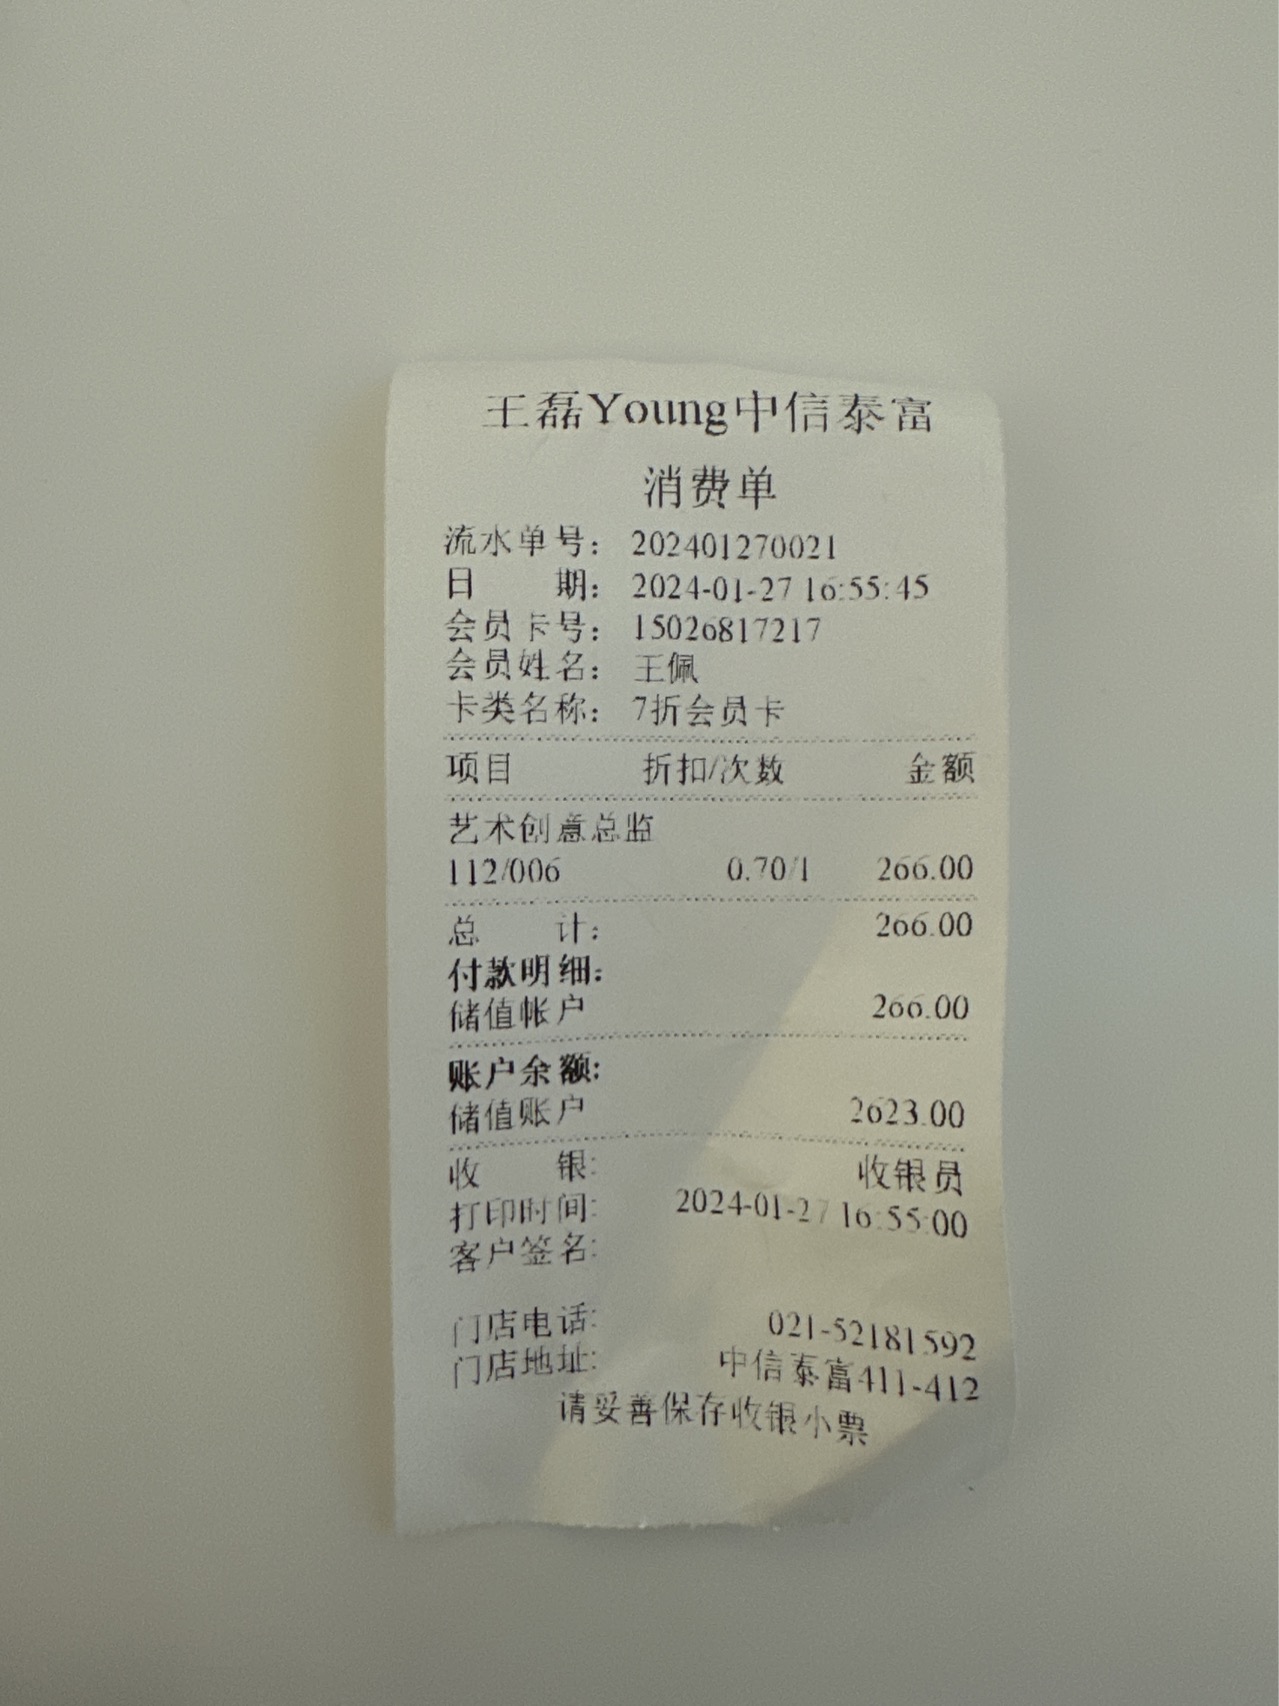 王磊Young中信泰富
消费单
流水单号： 202401270021
日 期： 2024-01-27 16:55:45
会员卡号： 15026817217
会员姓名： 王佩
卡类名称： 7折会员卡
项目 折扣/次数 金额
艺术创意总监
112/006 0.70/1 266.00
总 计： 266.00
付款明细：
储值帐户 266.00
账户余额：
储值账户 2623.00
收 银： 收银员
打印时间： 2024-01-27 16:55:00
客户签名：
门店电话： 021-52181592
门店地址： 中信泰富411-412
请妥善保存收银小票